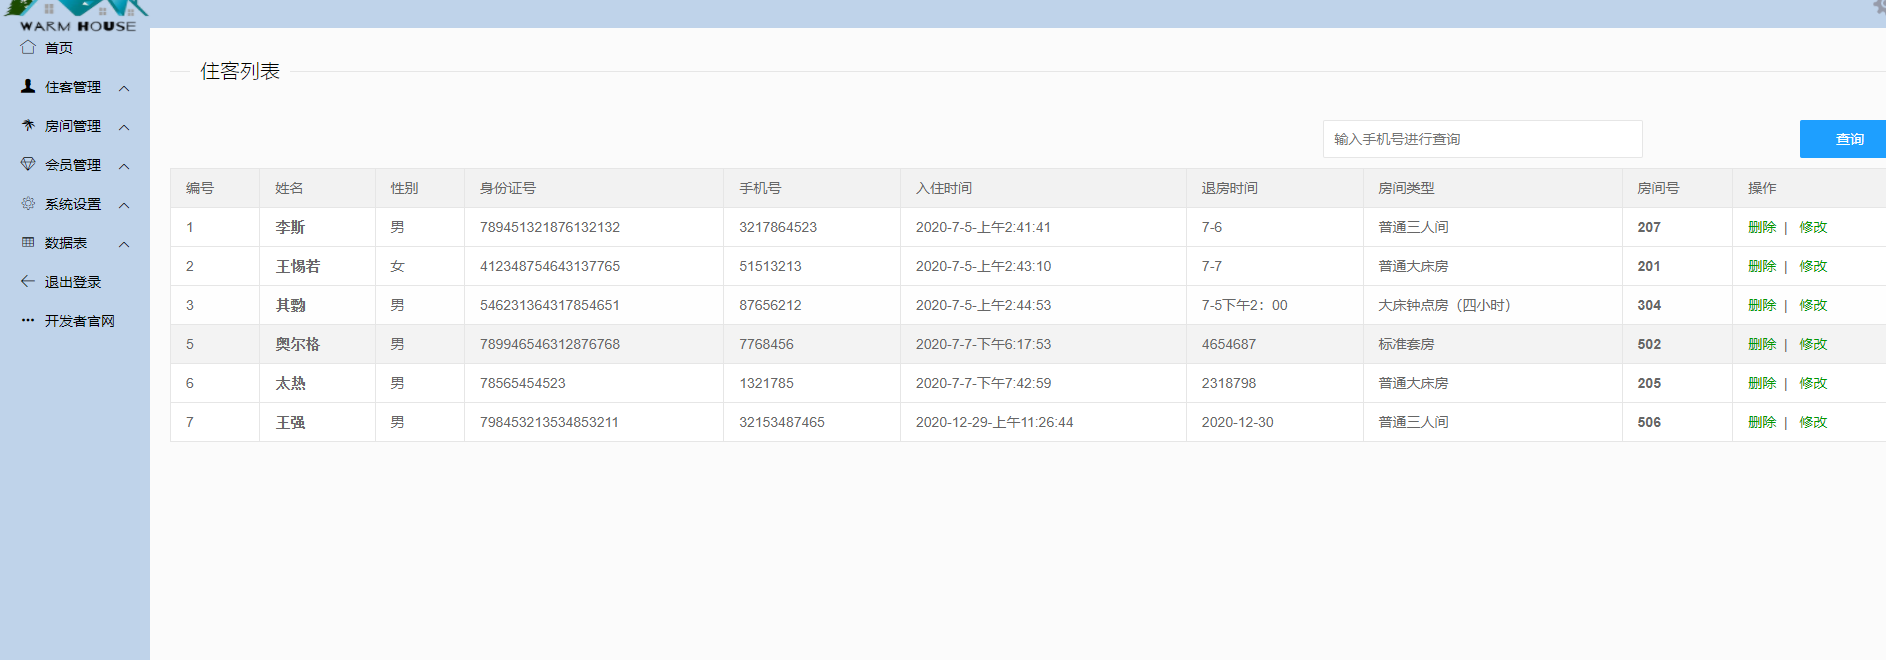 WARM HOUSE
首页
住客管理
房间管理
会员管理
系统设置
数据表
退出登录
开发者官网
住客列表
输入手机号进行查询 查询
编号 姓名 性别 身份证号 手机号 入住时间 退房时间 房间类型 房间号 操作
1 李斯 男 789451321876132132 3217864523 2020-7-5-上午2:41:41 7-6 普通三人间 207 删除 | 修改
2 王惕若 女 412348754643137765 51513213 2020-7-5-上午2:43:10 7-7 普通大床房 201 删除 | 修改
3 其勠 男 546231364317854651 87656212 2020-7-5-上午2:44:53 7-5下午2：00 大床钟点房（四小时） 304 删除 | 修改
5 奥尔格 男 789946546312876768 7768456 2020-7-7-下午6:17:53 4654687 标准套房 502 删除 | 修改
6 太热 男 78565454523 1321785 2020-7-7-下午7:42:59 2318798 普通大床房 205 删除 | 修改
7 王强 男 798453213534853211 32153487465 2020-12-29-上午11:26:44 2020-12-30 普通三人间 506 删除 | 修改